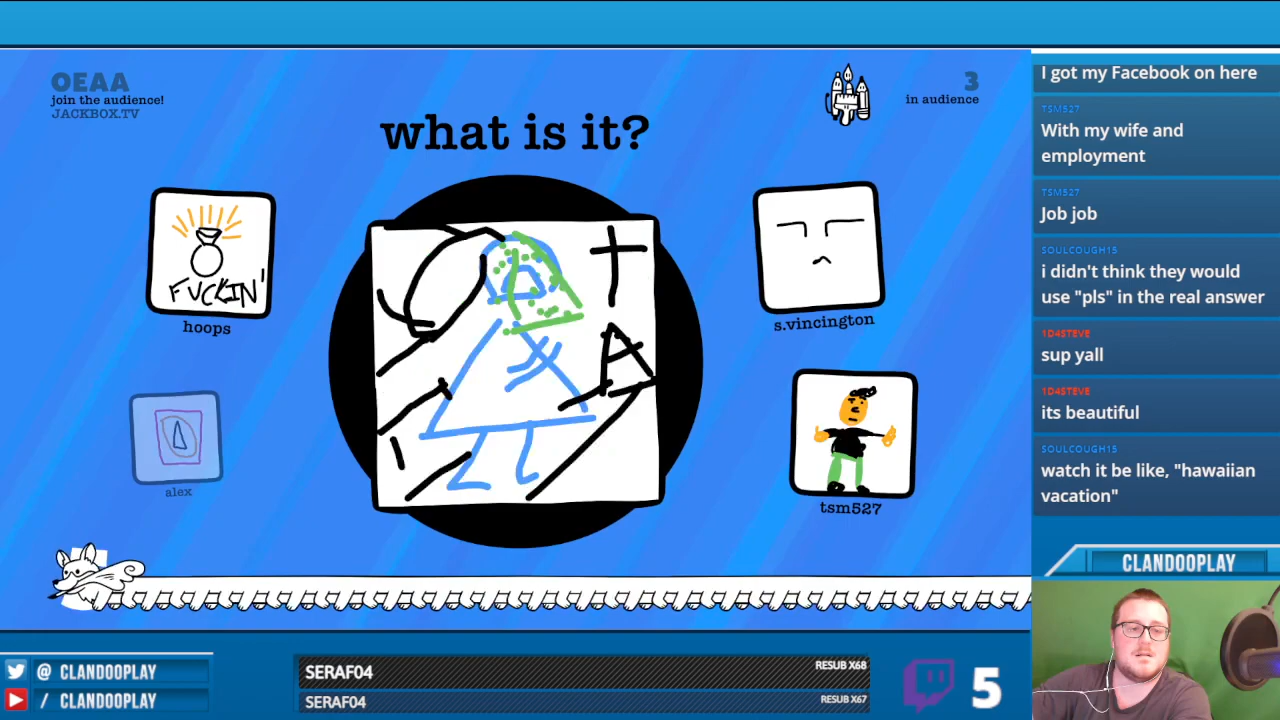 OEAA
join the audience!
JACKBOX.TV
what is it?
3
in audience
FUCKIN'
hoops
alex
s.vincington
tsm527
A
I got my Facebook on here
TSM527
With my wife and
employment
TSM527
Job job
SOULCOUGH15
i didn't think they would
use "pls" in the real answer
1D4STEVE
sup yall
1D4STEVE
its beautiful
SOULCOUGH15
watch it be like, "hawaiian
vacation"
CLANDOOPLAY
@ CLANDOOPLAY
/ CLANDOOPLAY
SERAF04 RESUB X68
SERAF04 RESUB X67
5